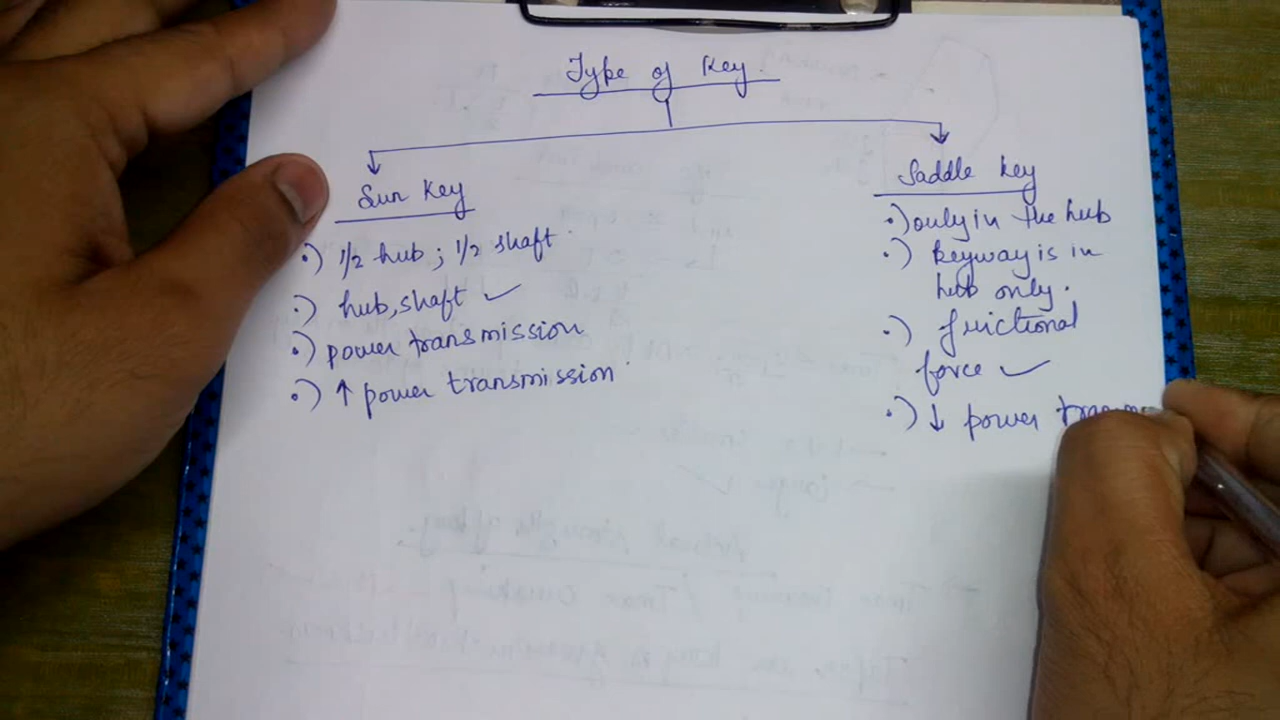 Type of Key.
Sun Key
•) 1/2 hub ; 1/2 shaft
•) hub, shaft ✓
•) power transmission
•) ↑ power transmission
Saddle key
•) only in the hub
•) keyway is in
hub only.
•) frictional
force ✓
•) ↓ power